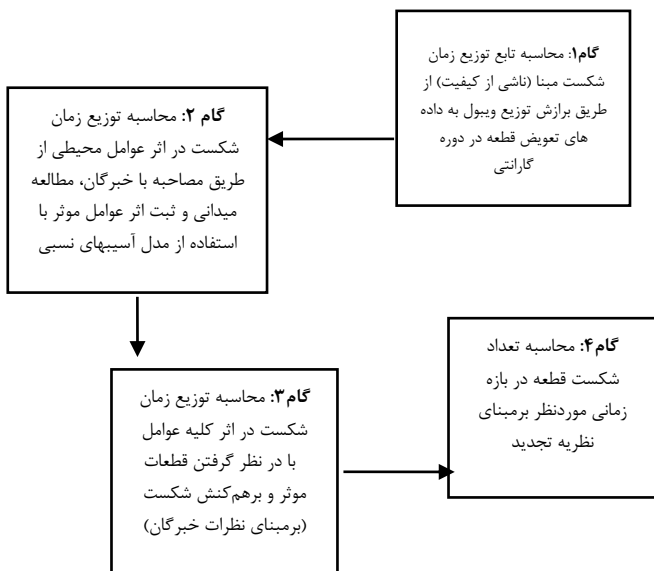 گام۱: محاسبه تابع توزیع زمان
شکست مبنا (ناشی از کیفیت) از
طریق برازش توزیع ویبول به داده
های تعویض قطعه در دوره
گارانتی
گام ۲: محاسبه توزیع زمان
شکست در اثر عوامل محیطی از
طریق مصاحبه با خبرگان، مطالعه
میدانی و ثبت اثر عوامل موثر با
استفاده از مدل آسیبهای نسبی
گام۳: محاسبه توزیع زمان
شکست در اثر کلیه عوامل
با در نظر گرفتن قطعات
موثر و برهم‌کنش شکست
(برمبنای نظرات خبرگان)
گام۴: محاسبه تعداد
شکست قطعه در بازه
زمانی موردنظر برمبنای
نظریه تجدید